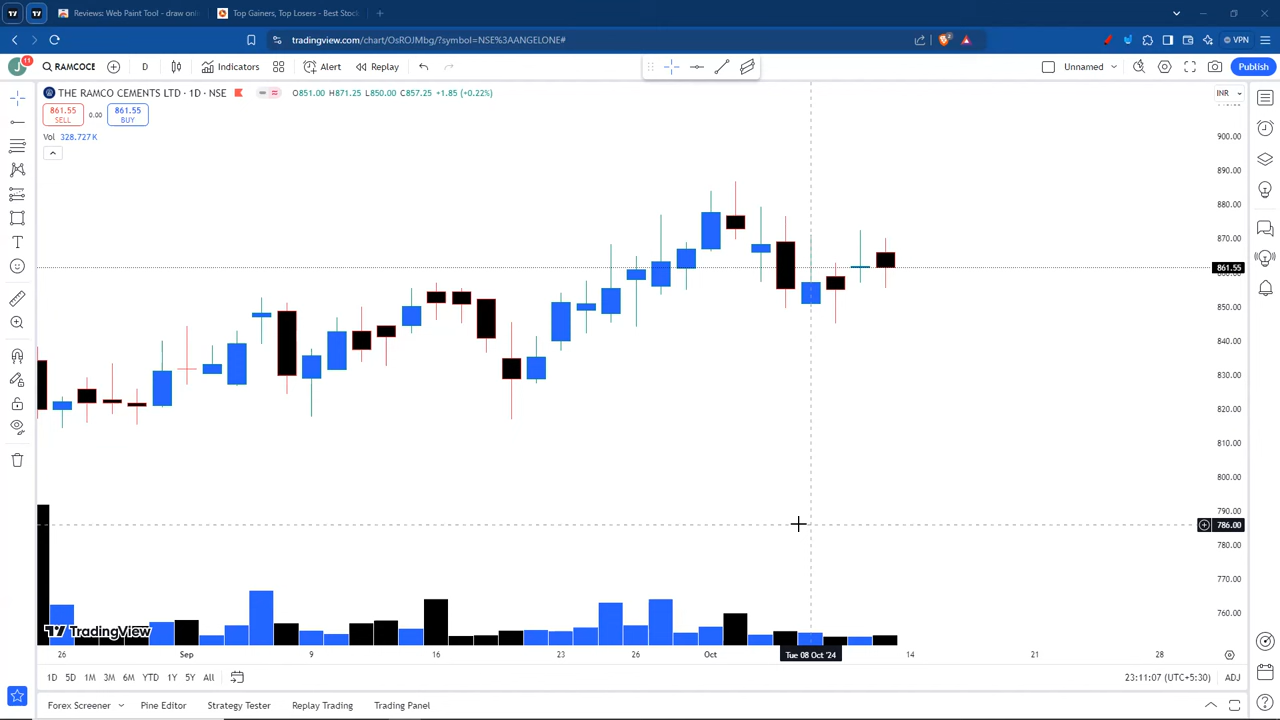 Reviews: Web Paint Tool - draw onl
Top Gainers, Top Losers - Best Stock
tradingview.com/chart/OsROJMbg/?symbol=NSE%3AANGELONE#
2
VPN
11
RAMCOCE
D
Indicators
Alert
Replay
Unnamed
Publish
THE RAMCO CEMENTS LTD · 1D · NSE
O851.00 H871.25 L850.00 C857.25 +1.85 (+0.22%)
INR
861.55
SELL
0.00
861.55
BUY
Vol 328.727K
900.00
890.00
880.00
870.00
861.55
850.00
840.00
830.00
820.00
810.00
800.00
790.00
786.00
780.00
770.00
760.00
TradingView
26
Sep
9
16
23
26
Oct
Tue 08 Oct '24
14
21
28
1D 5D 1M 3M 6M YTD 1Y 5Y All
23:11:07 (UTC+5:30)
ADJ
Forex Screener
Pine Editor
Strategy Tester
Replay Trading
Trading Panel